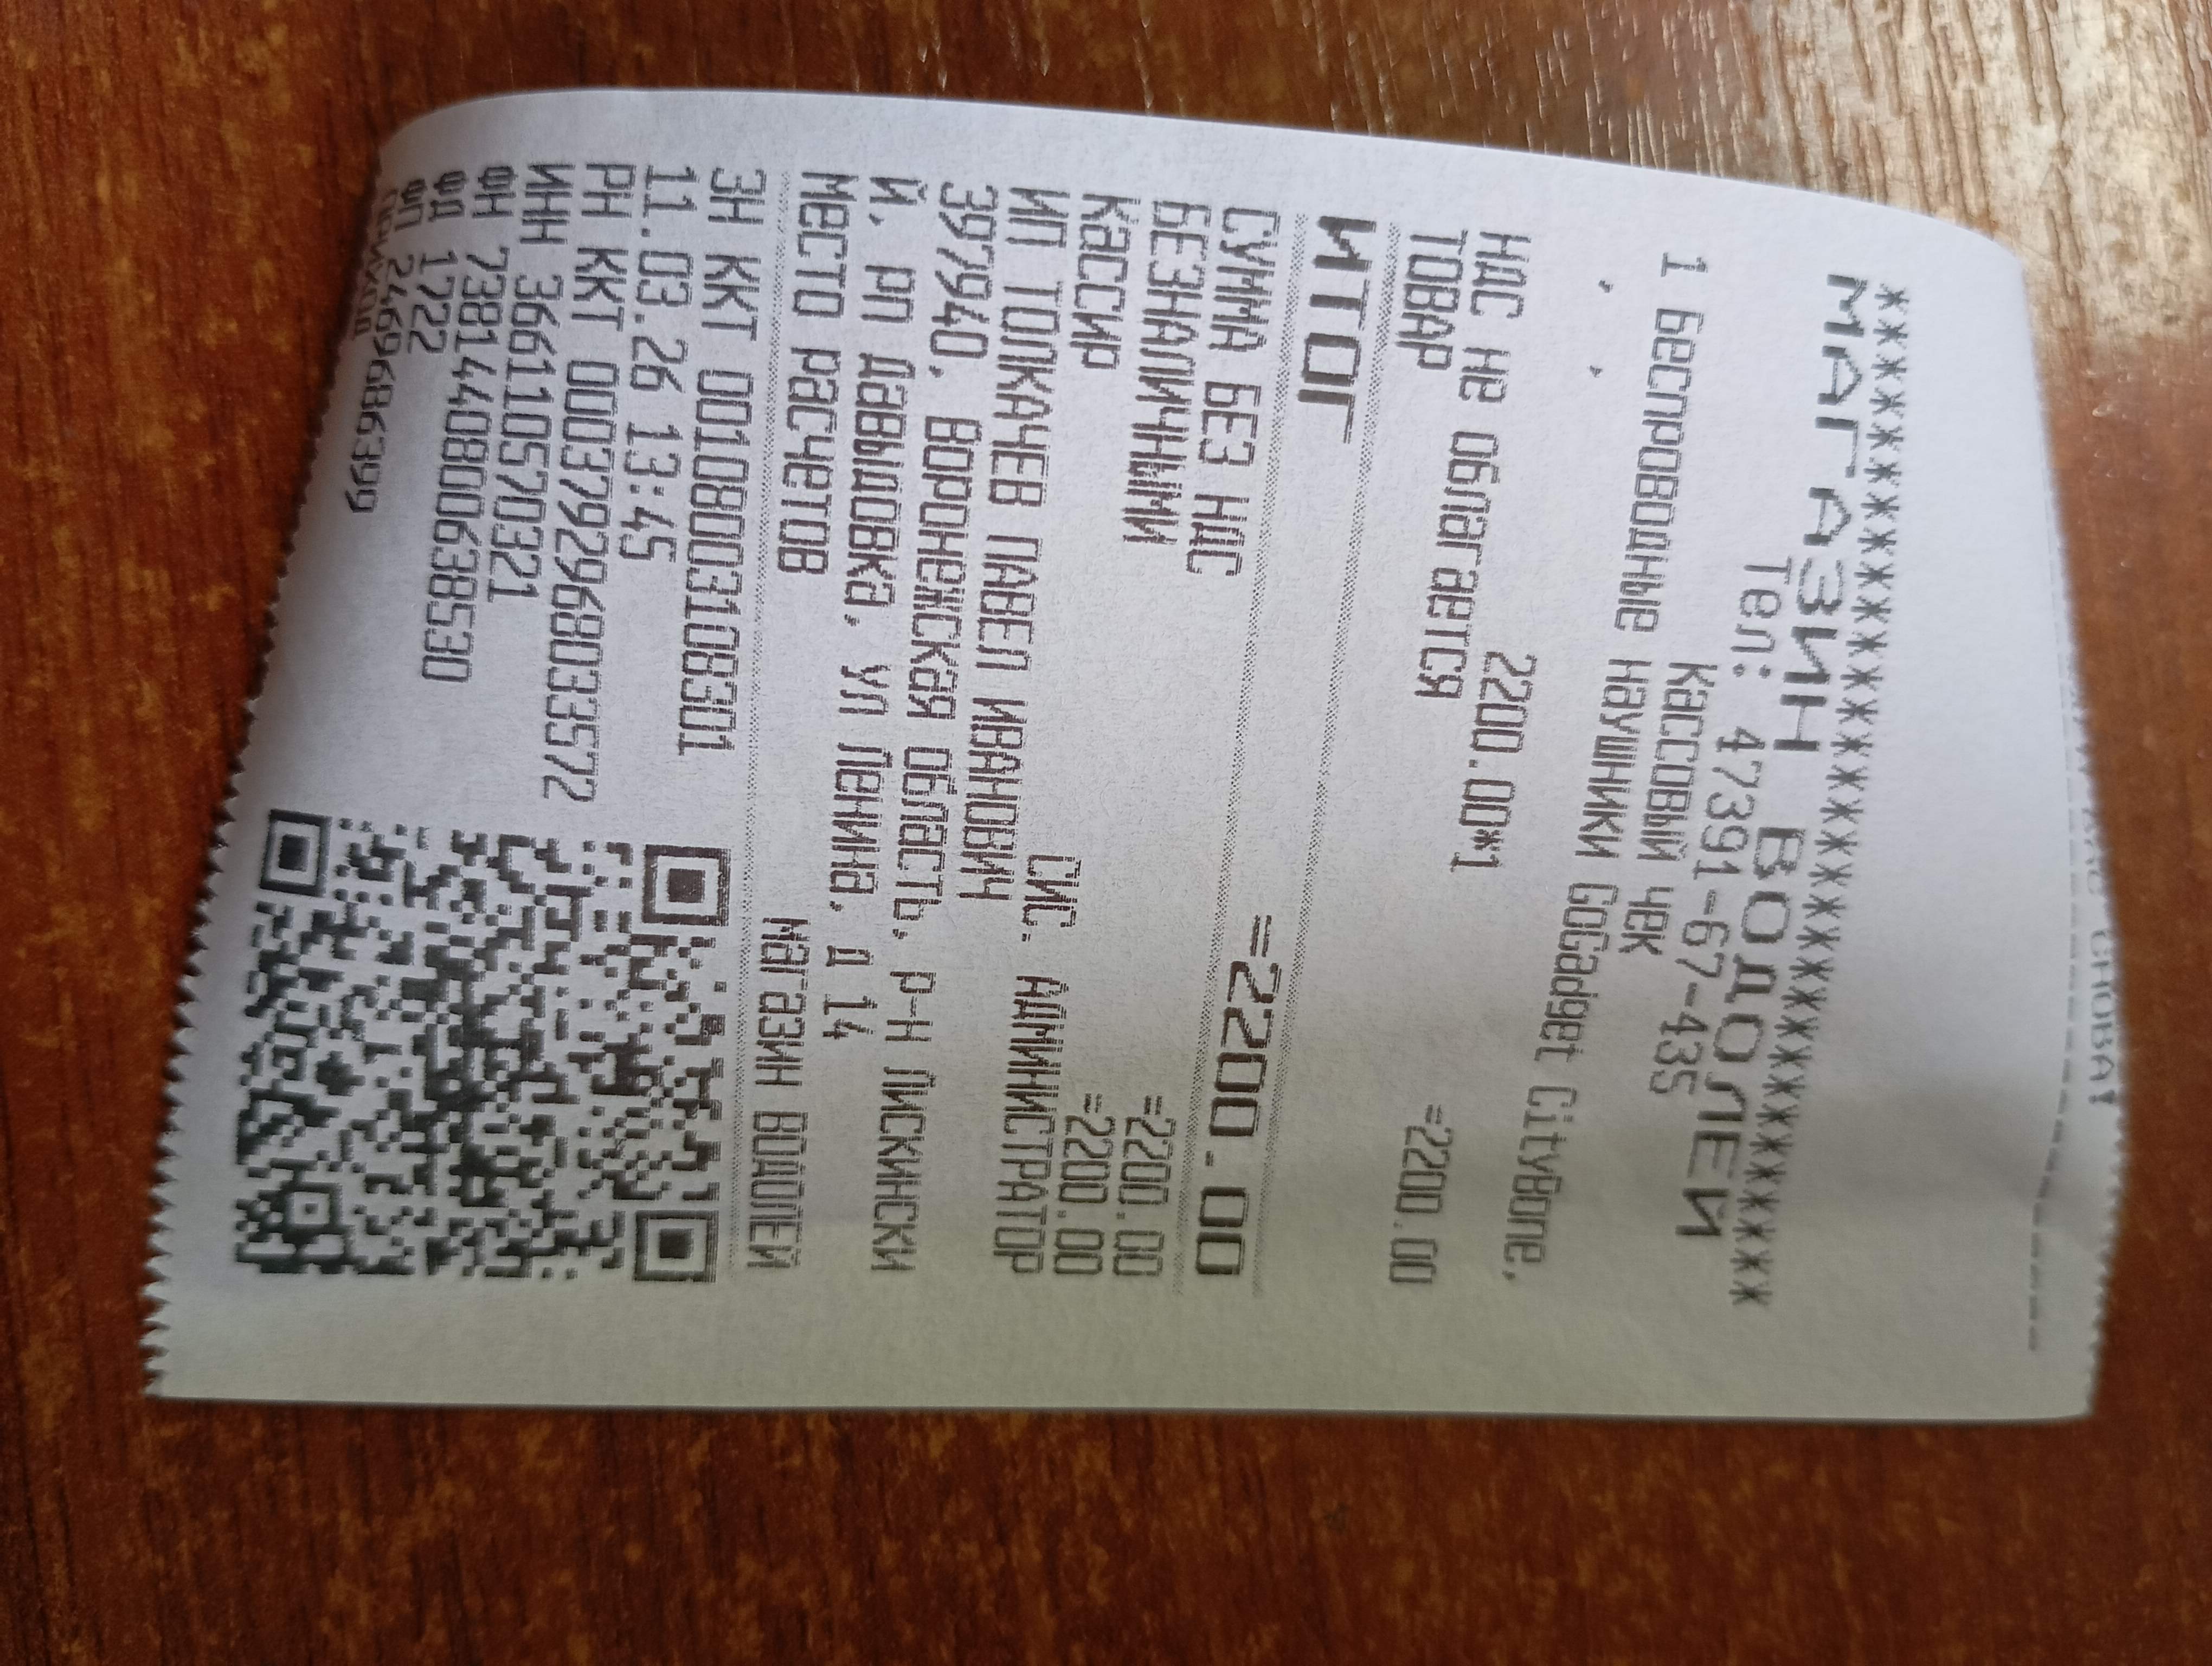 СНОВА!
********************************
МАГАЗИН ВОДОЛЕЙ
Тел: 47391-67-435
Кассовый чек
1 Беспроводные наушники GoGadget CityBone,
, ,
2200.00*1
НДС не облагается =2200.00
ТОВАР
ИТОГ =2200.00
СУММА БЕЗ НДС =2200.00
БЕЗНАЛИЧНЫМИ =2200.00
Кассир СИС. АДМИНИСТРАТОР
ИП ТОЛКАЧЕВ ПАВЕЛ ИВАНОВИЧ
397940, Воронежская область, р-н Лискински
й, рп Давыдовка, ул Ленина, д 14
Место расчетов магазин ВОДОЛЕЙ
ЗН ККТ 00108003108301
11.03.26 13:45
РН ККТ 0003792968033572
ИНН 366110570321
ФН 7381440800638530
ФД 1722
ФП 2469686399